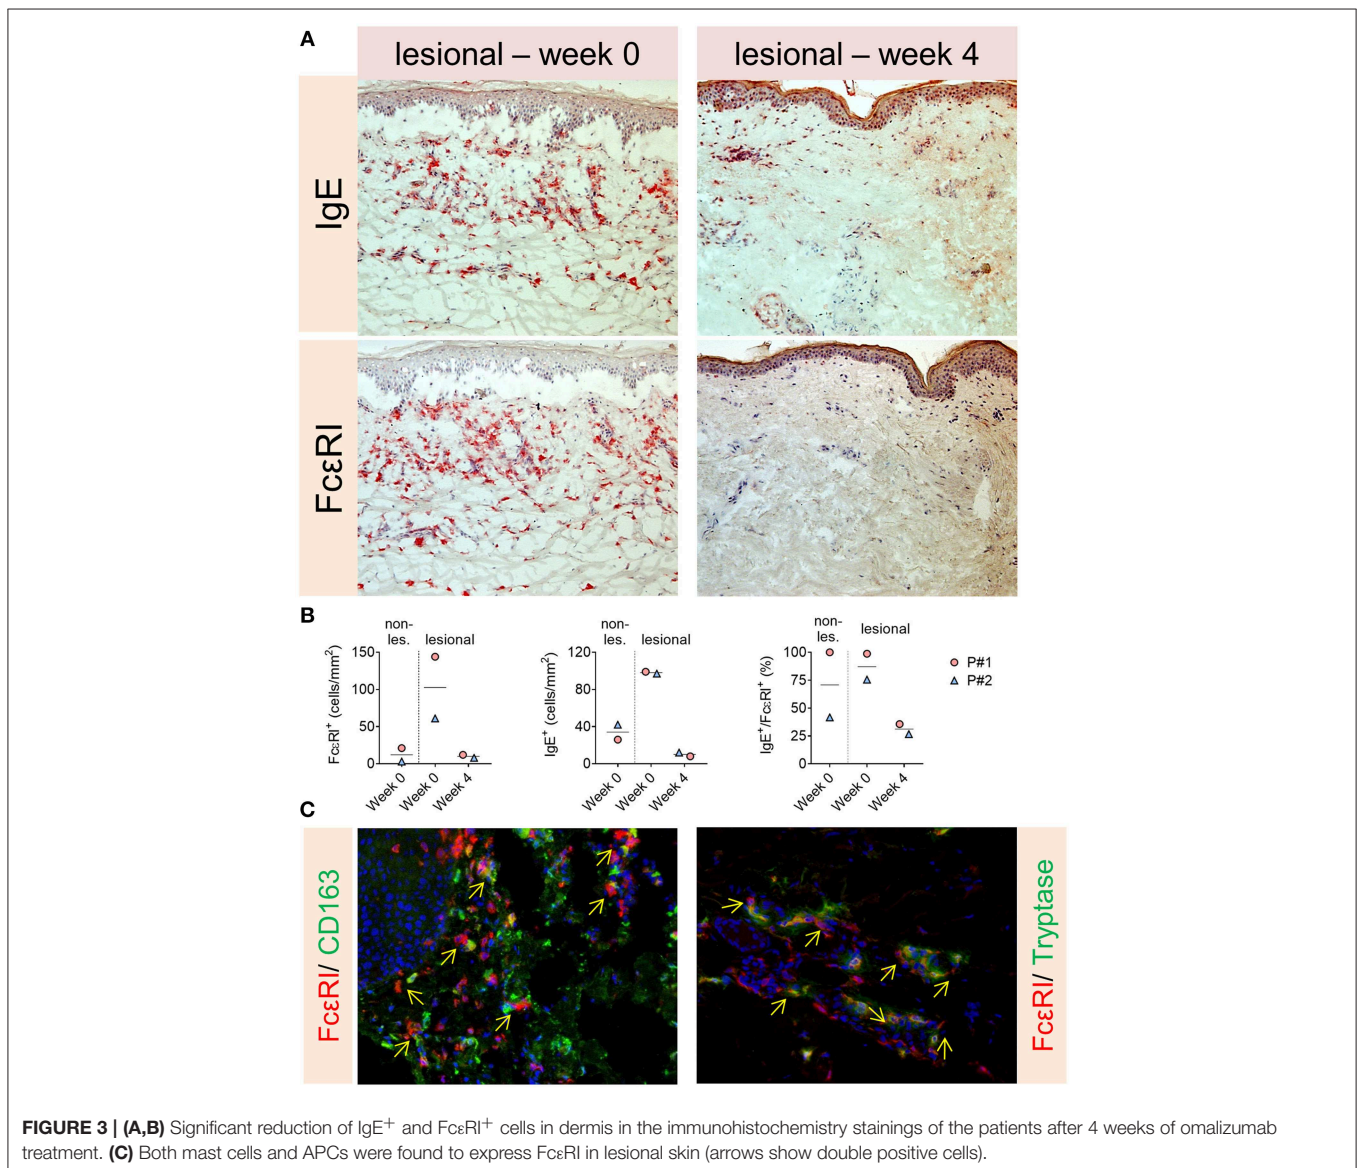 A
lesional – week 0
lesional – week 4
IgE
FcεRI
B
non-
les.
lesional
FcεRI⁺ (cells/mm²)
150
100
50
0
Week 0
Week 0
Week 4
non-
les.
lesional
IgE⁺ (cells/mm²)
120
80
40
0
Week 0
Week 0
Week 4
non-
les.
lesional
IgE⁺/FcεRI⁺ (%)
100
75
50
25
0
Week 0
Week 0
Week 4
P#1
P#2
C
FcεRI/ CD163
FcεRI/ Tryptase
FIGURE 3 | (A,B) Significant reduction of IgE⁺ and FcεRI⁺ cells in dermis in the immunohistochemistry stainings of the patients after 4 weeks of omalizumab
treatment. (C) Both mast cells and APCs were found to express FcεRI in lesional skin (arrows show double positive cells).